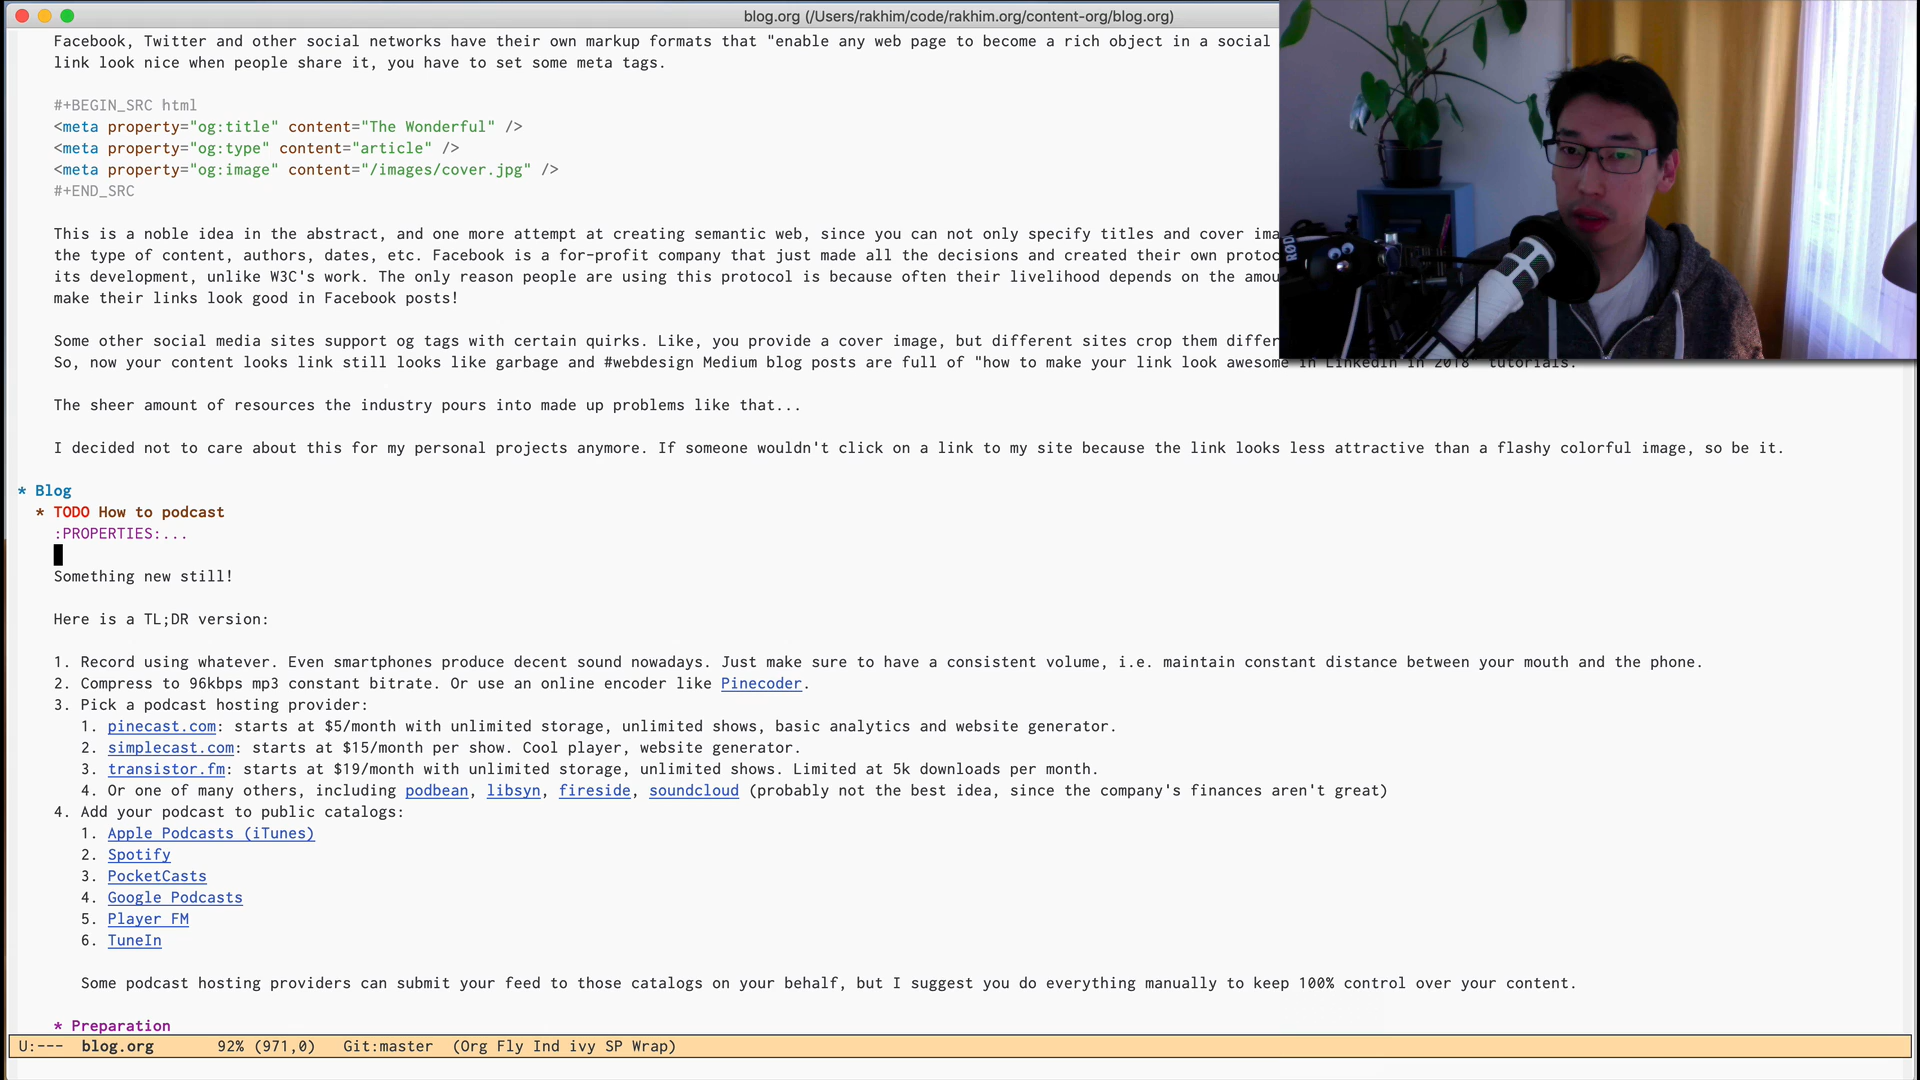 blog.org (/Users/rakhim/code/rakhim.org/content-org/blog.org)
Facebook, Twitter and other social networks have their own markup formats that "enable any web page to become a rich object in a social
link look nice when people share it, you have to set some meta tags.
#+BEGIN_SRC html
<meta property="og:title" content="The Wonderful" />
<meta property="og:type" content="article" />
<meta property="og:image" content="/images/cover.jpg" />
#+END_SRC
This is a noble idea in the abstract, and one more attempt at creating semantic web, since you can not only specify titles and cover
the type of content, authors, dates, etc. Facebook is a for-profit company that just made all the decisions and created their own
its development, unlike W3C's work. The only reason people are using this protocol is because often their livelihood depends on the
make their links look good in Facebook posts!
Some other social media sites support og tags with certain quirks. Like, you provide a cover image, but different sites crop them
So, now your content looks link still looks like garbage and #webdesign Medium blog posts are full of "how to make your link look awesome in LinkedIn in 2018" tutorials.
The sheer amount of resources the industry pours into made up problems like that...
I decided not to care about this for my personal projects anymore. If someone wouldn't click on a link to my site because the link looks less attractive than a flashy colorful image, so be it.
* Blog
* TODO How to podcast
:PROPERTIES:...
Something new still!
Here is a TL;DR version:
1. Record using whatever. Even smartphones produce decent sound nowadays. Just make sure to have a consistent volume, i.e. maintain constant distance between your mouth and the phone.
2. Compress to 96kbps mp3 constant bitrate. Or use an online encoder like Pinecoder.
3. Pick a podcast hosting provider:
1. pinecast.com: starts at $5/month with unlimited storage, unlimited shows, basic analytics and website generator.
2. simplecast.com: starts at $15/month per show. Cool player, website generator.
3. transistor.fm: starts at $19/month with unlimited storage, unlimited shows. Limited at 5k downloads per month.
4. Or one of many others, including podbean, libsyn, fireside, soundcloud (probably not the best idea, since the company's finances aren't great)
4. Add your podcast to public catalogs:
1. Apple Podcasts (iTunes)
2. Spotify
3. PocketCasts
4. Google Podcasts
5. Player FM
6. TuneIn
Some podcast hosting providers can submit your feed to those catalogs on your behalf, but I suggest you do everything manually to keep 100% control over your content.
* Preparation
U:--- blog.org 92% (971,0) Git:master (Org Fly Ind ivy SP Wrap)